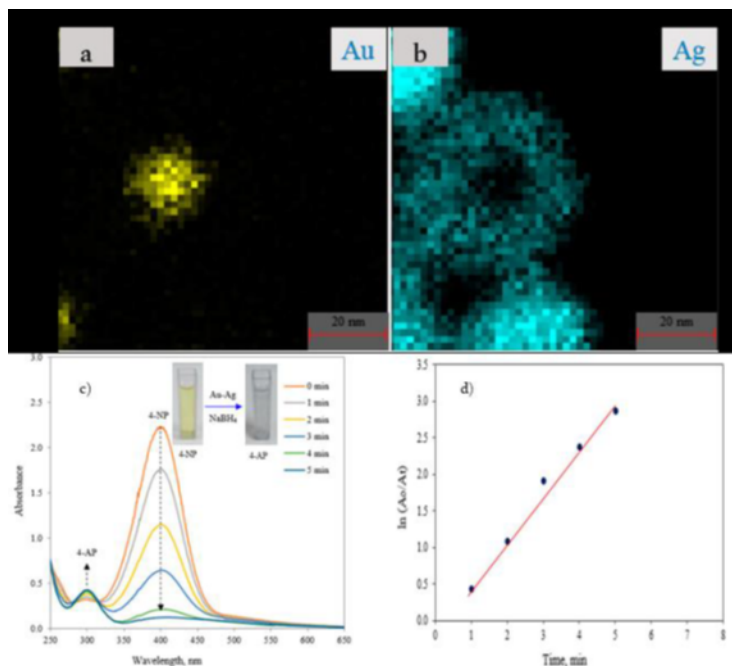 a
Au
b
Ag
20 nm
20 nm
c)
4-NP
Au-Ag
NaBH₄
4-NP
4-AP
0 min
1 min
2 min
3 min
4 min
5 min
4-AP
3.0
2.5
2.0
1.5
1.0
0.5
0.0
Absorbance
250
300
350
400
450
500
550
600
650
Wavelength, nm
d)
3.5
3.0
2.5
2.0
1.5
1.0
0.5
0.0
ln (Ao/At)
0
1
2
3
4
5
6
7
8
Time, min